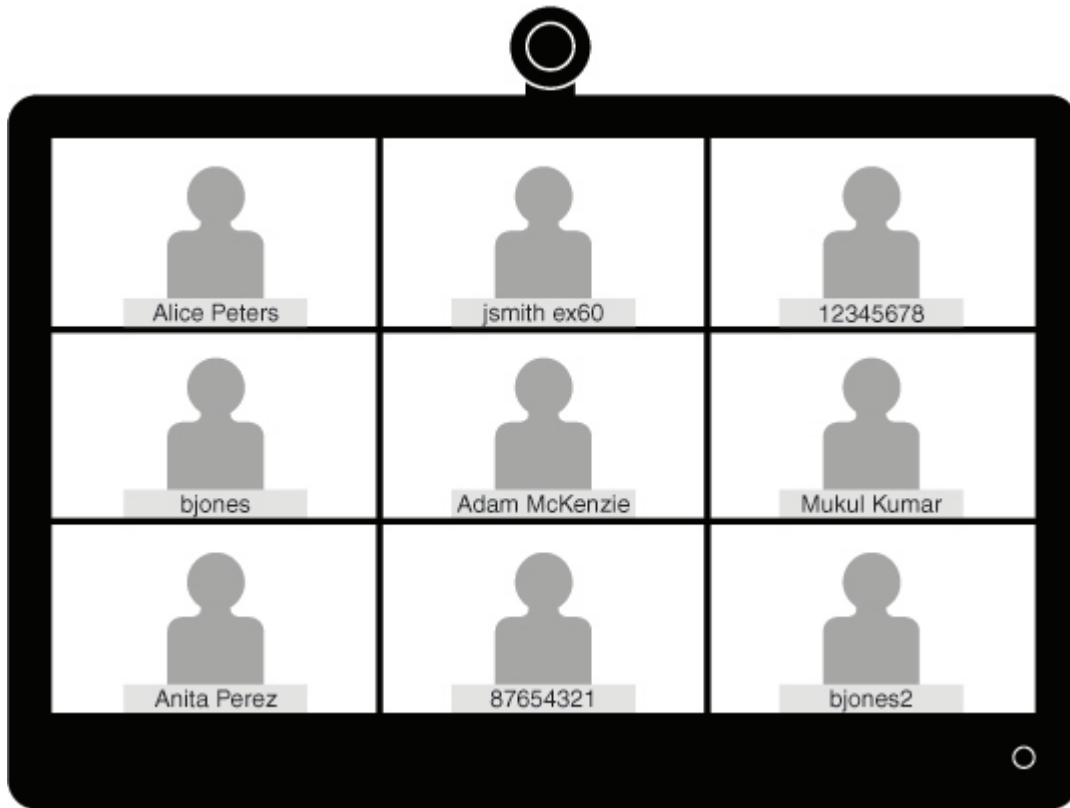 Alice Peters
jsmith ex60
12345678
bjones
Adam McKenzie
Mukul Kumar
Anita Perez
87654321
bjones2